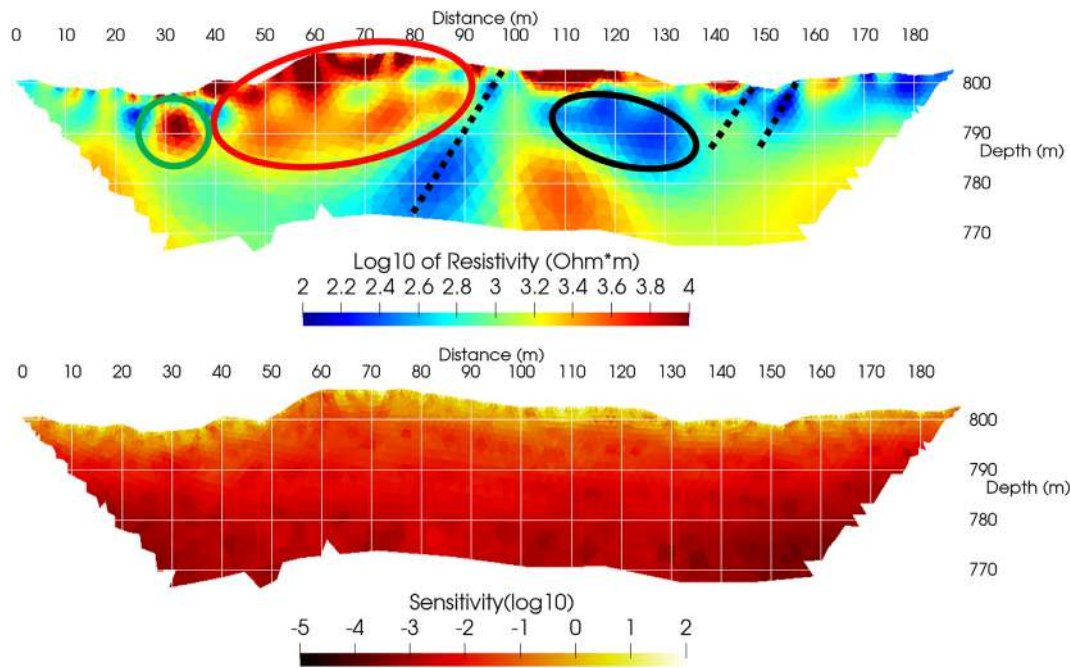 Distance (m)
0 10 20 30 40 50 60 70 80 90 100 110 120 130 140 150 160 170 180
800
790
Depth (m)
780
770
Log10 of Resistivity (Ohm*m)
2 2.2 2.4 2.6 2.8 3 3.2 3.4 3.6 3.8 4
Distance (m)
0 10 20 30 40 50 60 70 80 90 100 110 120 130 140 150 160 170 180
800
790
Depth (m)
780
770
Sensitivity(log10)
-5 -4 -3 -2 -1 0 1 2